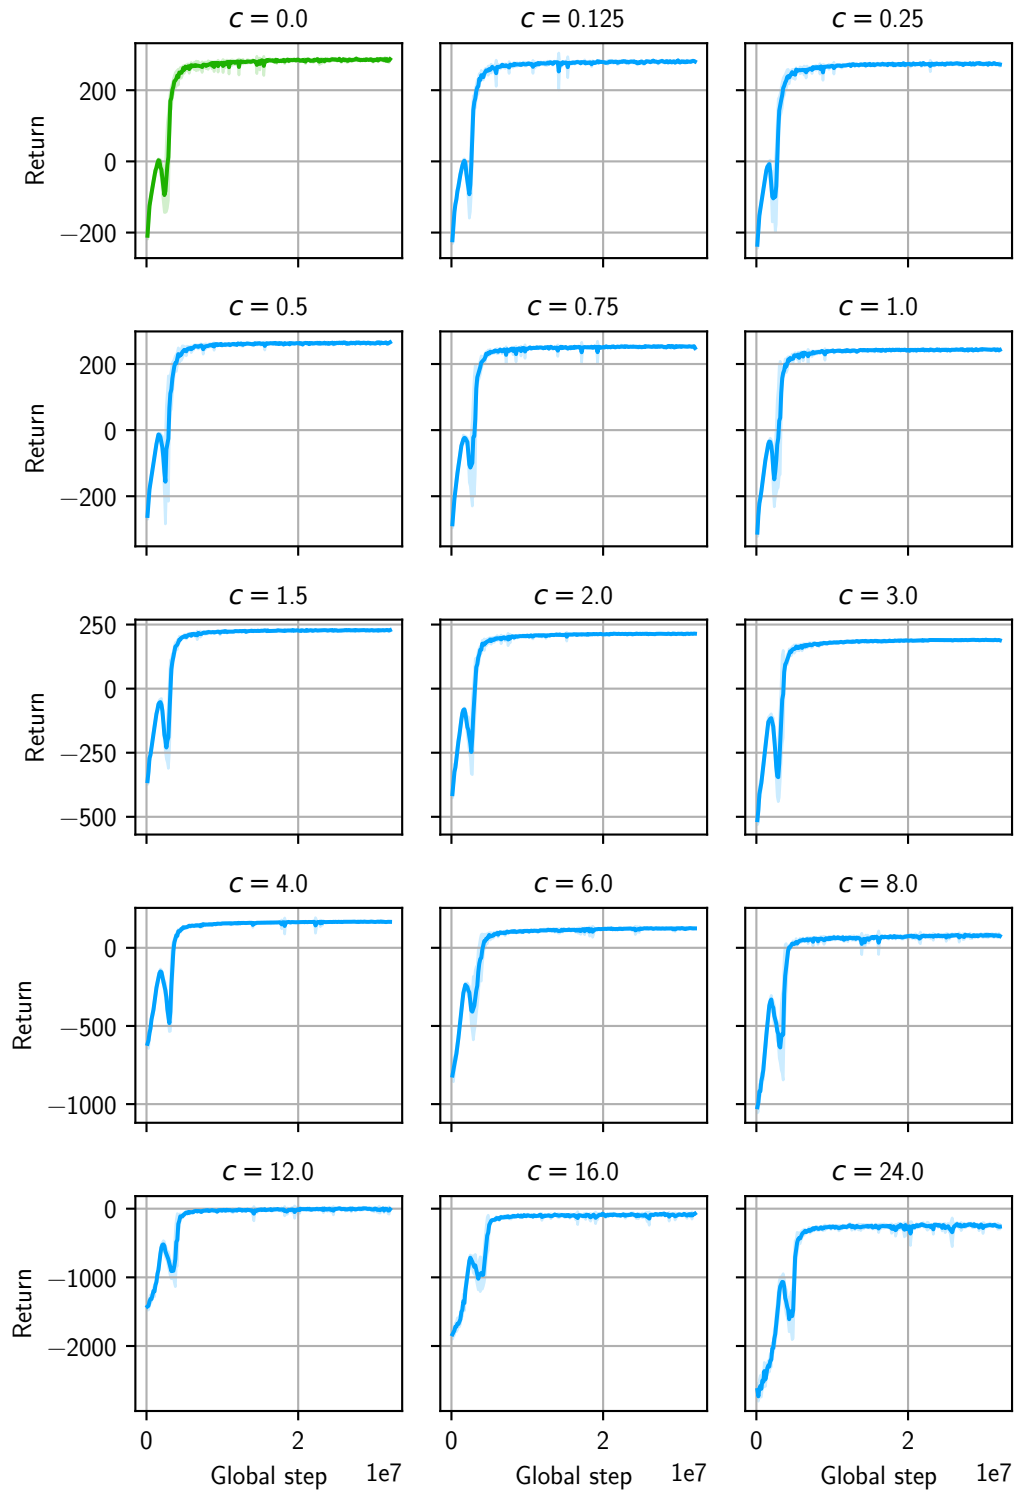 c = 0.0 c = 0.125 c = 0.25
200
0
−200
Return
c = 0.5 c = 0.75 c = 1.0
200
0
−200
Return
c = 1.5 c = 2.0 c = 3.0
250
0
−250
−500
Return
c = 4.0 c = 6.0 c = 8.0
0
−500
−1000
Return
c = 12.0 c = 16.0 c = 24.0
0
−1000
−2000
Return
0 2 0 2 0 2
Global step 1e7 Global step 1e7 Global step 1e7